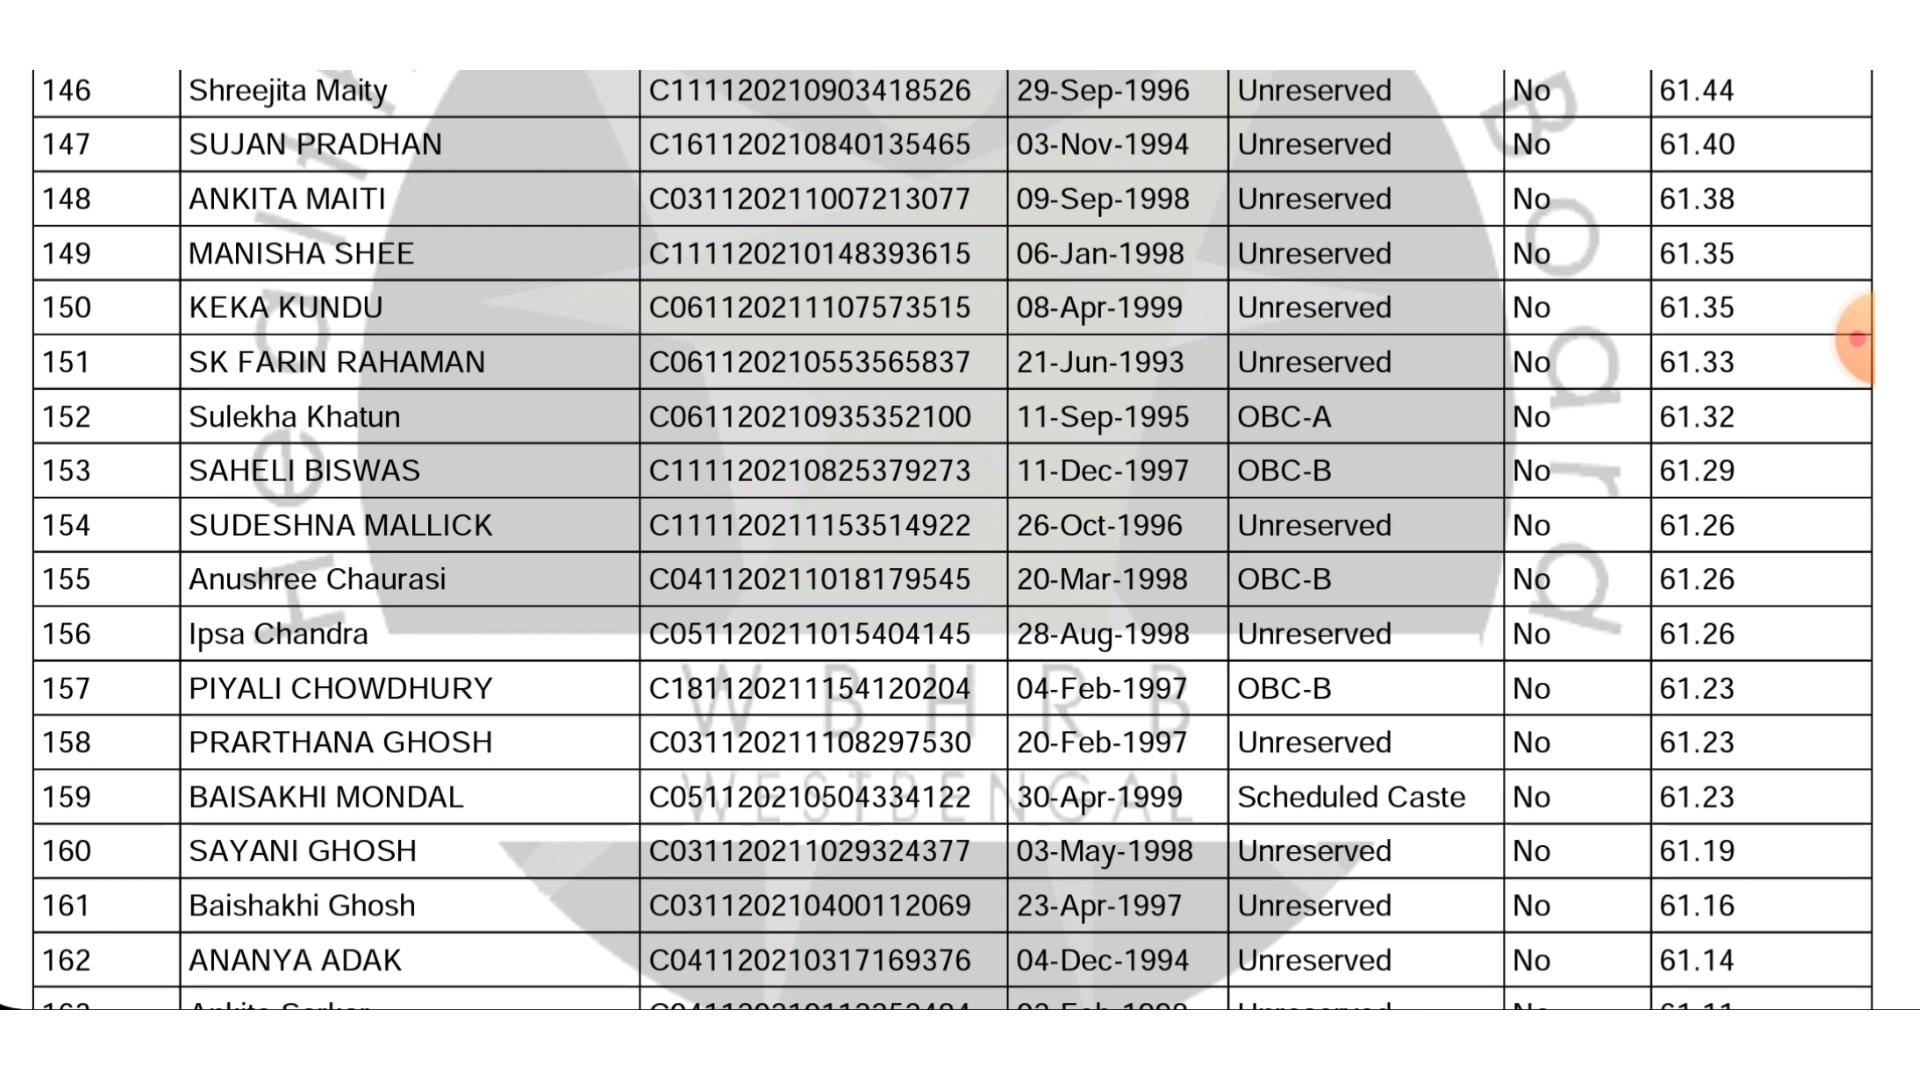 146 Shreejita Maity C111120210903418526 29-Sep-1996 Unreserved No 61.44
147 SUJAN PRADHAN C161120210840135465 03-Nov-1994 Unreserved No 61.40
148 ANKITA MAITI C031120211007213077 09-Sep-1998 Unreserved No 61.38
149 MANISHA SHEE C111120210148393615 06-Jan-1998 Unreserved No 61.35
150 KEKA KUNDU C061120211107573515 08-Apr-1999 Unreserved No 61.35
151 SK FARIN RAHAMAN C061120210553565837 21-Jun-1993 Unreserved No 61.33
152 Sulekha Khatun C061120210935352100 11-Sep-1995 OBC-A No 61.32
153 SAHELI BISWAS C111120210825379273 11-Dec-1997 OBC-B No 61.29
154 SUDESHNA MALLICK C111120211153514922 26-Oct-1996 Unreserved No 61.26
155 Anushree Chaurasi C041120211018179545 20-Mar-1998 OBC-B No 61.26
156 Ipsa Chandra C051120211015404145 28-Aug-1998 Unreserved No 61.26
157 PIYALI CHOWDHURY C181120211154120204 04-Feb-1997 OBC-B No 61.23
158 PRARTHANA GHOSH C031120211108297530 20-Feb-1997 Unreserved No 61.23
159 BAISAKHI MONDAL C051120210504334122 30-Apr-1999 Scheduled Caste No 61.23
160 SAYANI GHOSH C031120211029324377 03-May-1998 Unreserved No 61.19
161 Baishakhi Ghosh C031120210400112069 23-Apr-1997 Unreserved No 61.16
162 ANANYA ADAK C041120210317169376 04-Dec-1994 Unreserved No 61.14
Health
Board
WBHRB
WESTBENGAL